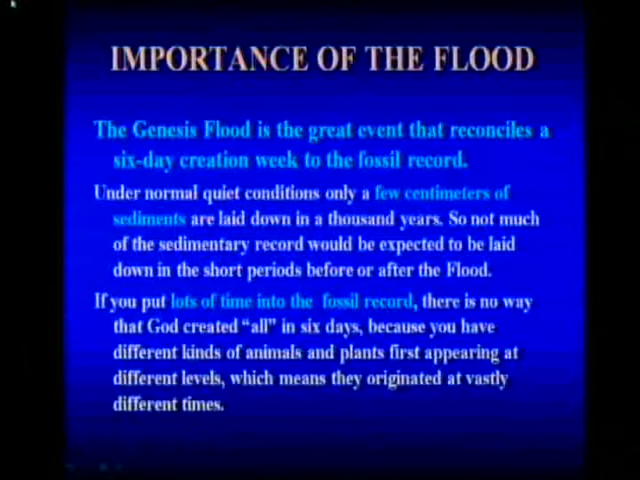 IMPORTANCE OF THE FLOOD
The Genesis Flood is the great event that reconciles a
six-day creation week to the fossil record.
Under normal quiet conditions only a few centimeters of
sediments are laid down in a thousand years. So not much
of the sedimentary record would be expected to be laid
down in the short periods before or after the Flood.
If you put lots of time into the fossil record, there is no way
that God created “all” in six days, because you have
different kinds of animals and plants first appearing at
different levels, which means they originated at vastly
different times.